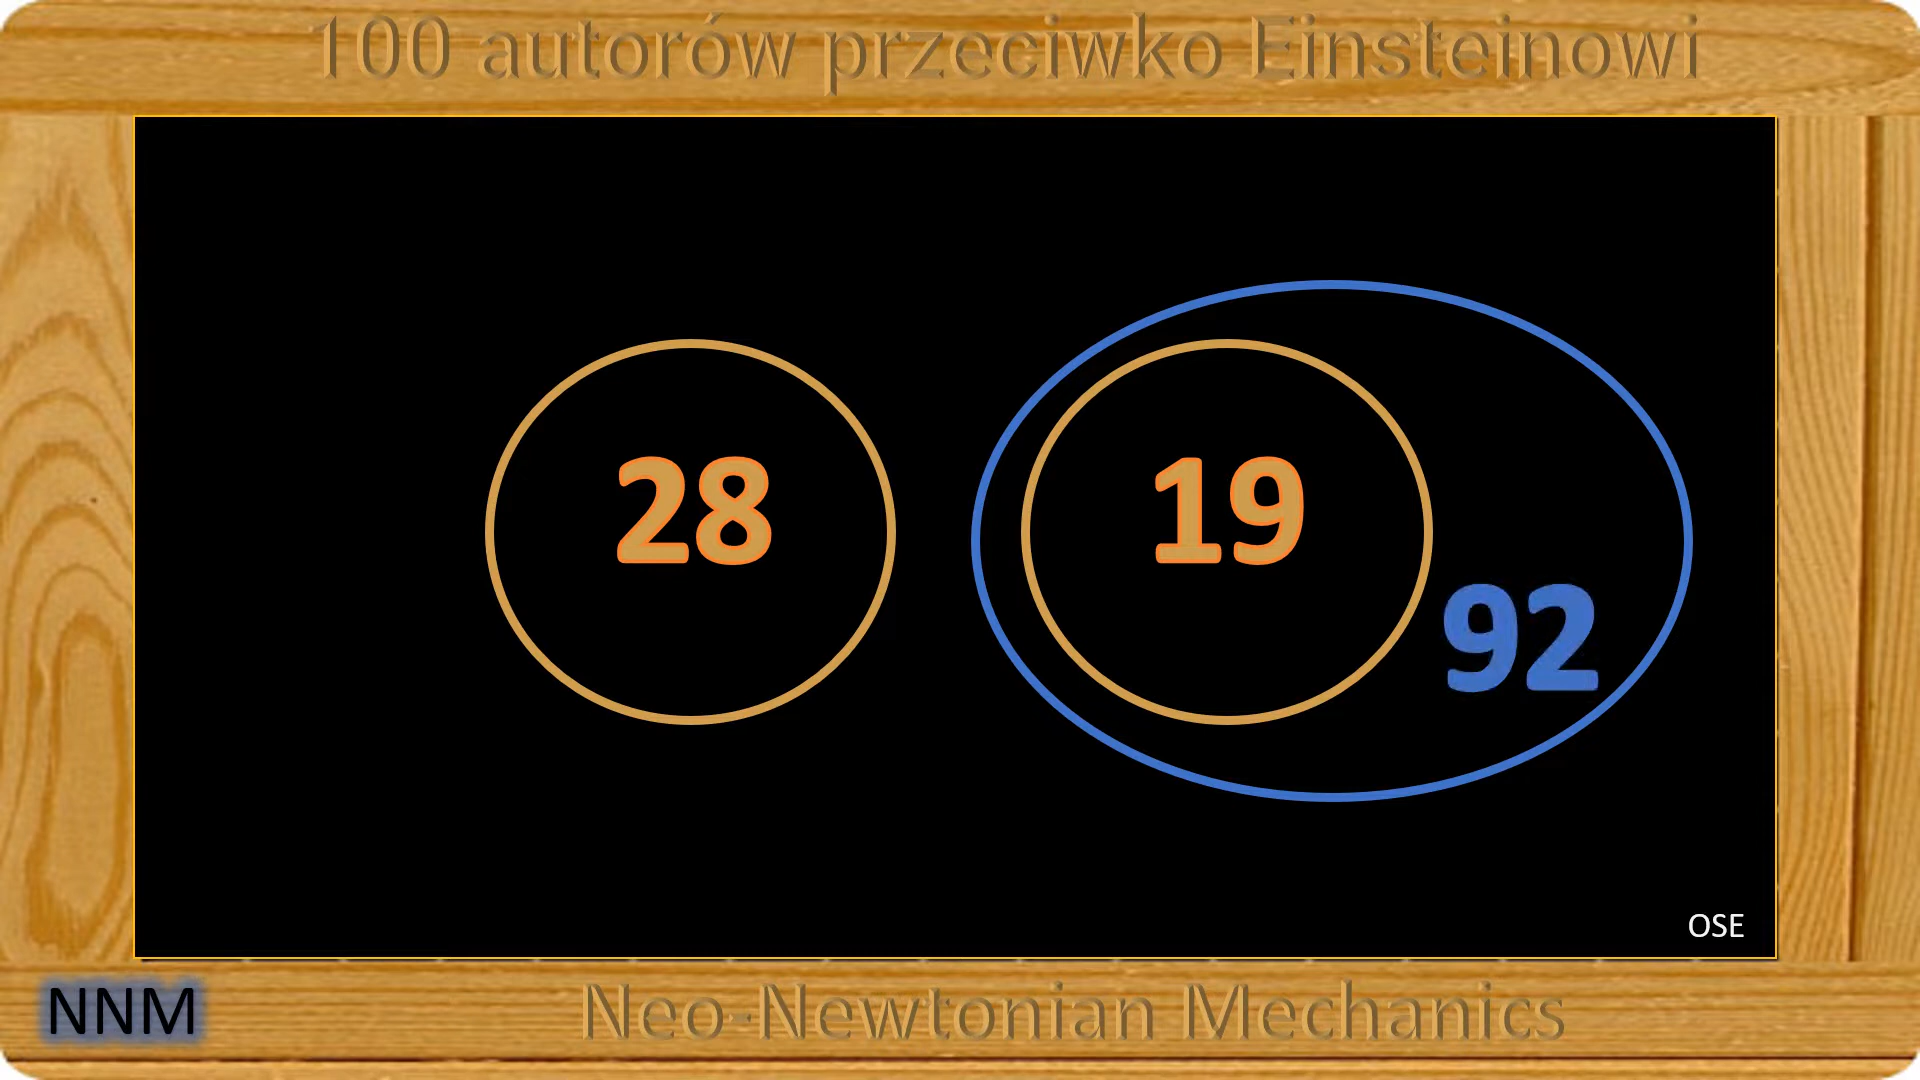 100 autorów przeciwko Einsteinowi
28
19
92
OSE
NNM
Neo-Newtonian Mechanics